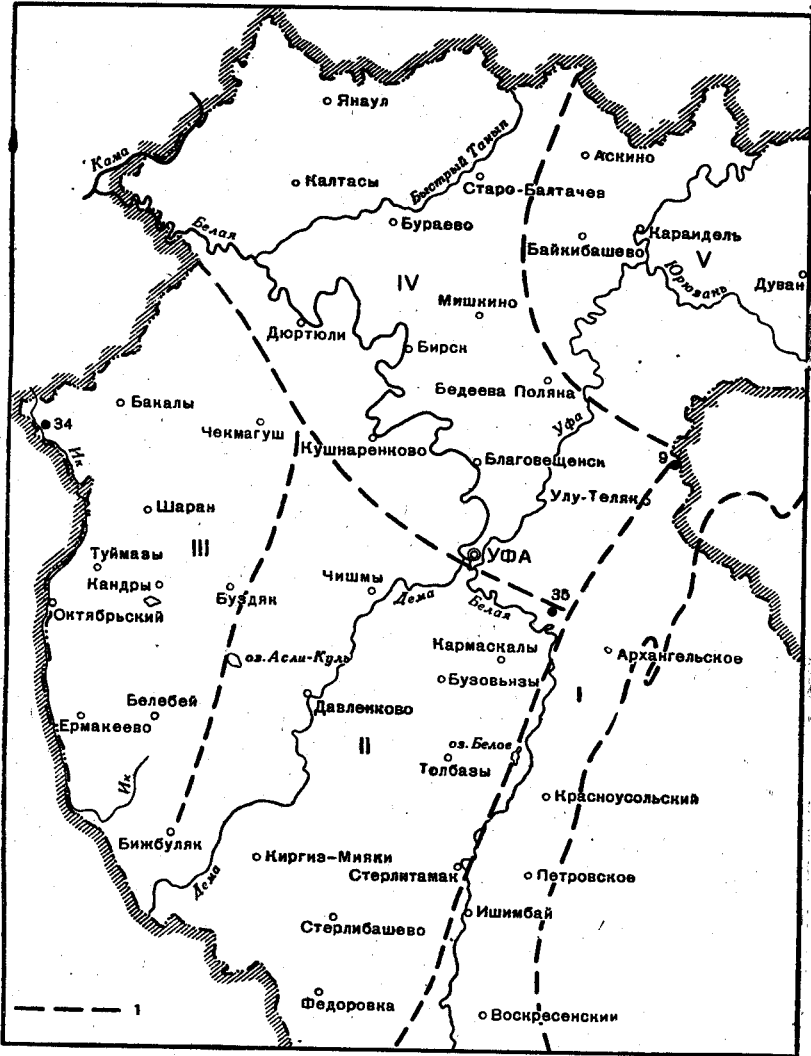 Янаул
Аскино
Кама
Калтасы
Быстрый Танып
Старо-Балтачев
Белая
Бураево
Караидель
Байкибашево
V
Юрюзань
Дуван
IV
Мишкино
Дюртюли
Бирск
Бедеева Поляна
Бакалы
34
Чекмагуш
Кушнаренково
Уфа
Ик
Благовещенск
9
Улу-Теляк
Шаран
III
Туймазы
УФА
Кандры
Чишмы
Буздяк
Дема
Белая
35
Октябрьский
оз. Асли-Куль
Кармаскалы
Архангельское
Бузовьязы
I
Белебей
Давлеково
Ермакеево
II
оз. Белое
Толбазы
Ик
Красноусольский
Бижбуляк
Киргиз-Мияки
Дема
Стерлитамак
Петровское
Ишимбай
Стерлибашево
Федоровка
1
Воскресенский